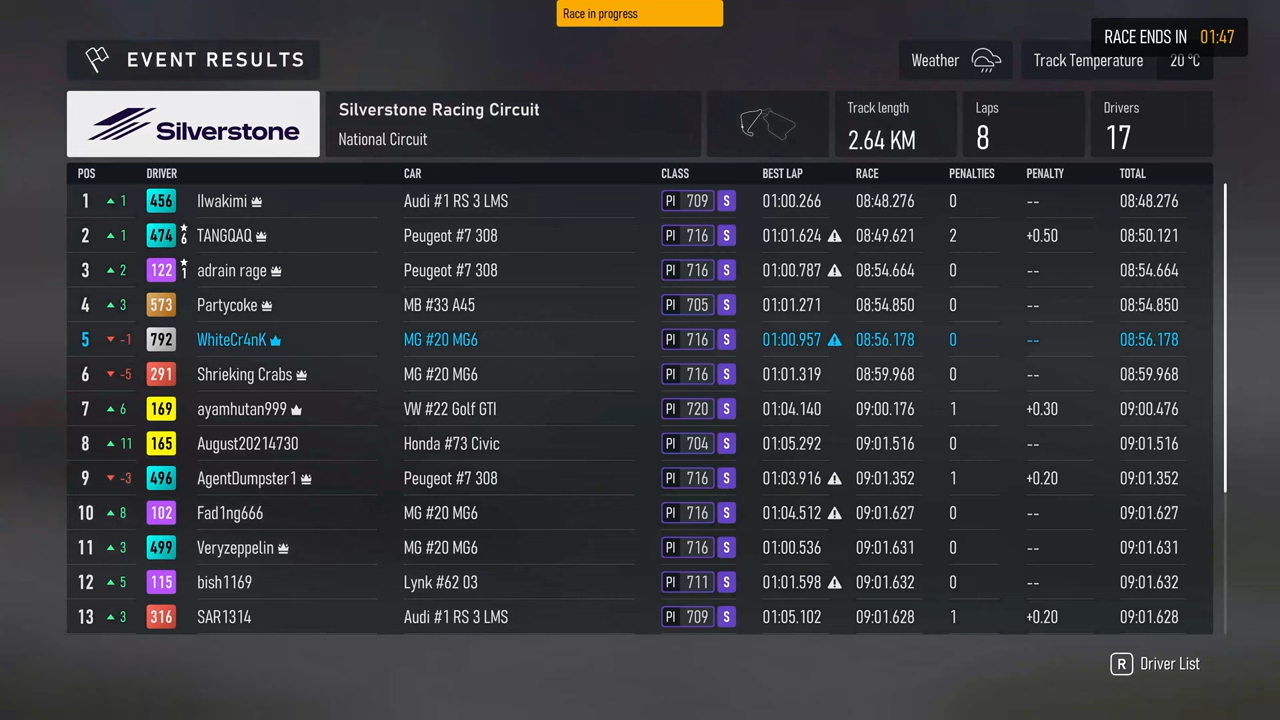 Race in progress
RACE ENDS IN 01:47
EVENT RESULTS
Weather
Track Temperature 20 °C
Silverstone
Silverstone Racing Circuit
National Circuit
Track length
2.64 KM
Laps
8
Drivers
17
POS DRIVER CAR CLASS BEST LAP RACE PENALTIES PENALTY TOTAL
1 1 456 Ilwakimi Audi #1 RS 3 LMS PI 709 S 01:00.266 08:48.276 0 -- 08:48.276
2 1 474 6 TANGQAQ Peugeot #7 308 PI 716 S 01:01.624 08:49.621 2 +0.50 08:50.121
3 2 122 1 adrain rage Peugeot #7 308 PI 716 S 01:00.787 08:54.664 0 -- 08:54.664
4 3 573 Partycoke MB #33 A45 PI 705 S 01:01.271 08:54.850 0 -- 08:54.850
5 -1 792 WhiteCr4nK MG #20 MG6 PI 716 S 01:00.957 08:56.178 0 -- 08:56.178
6 -5 291 Shrieking Crabs MG #20 MG6 PI 716 S 01:01.319 08:59.968 0 -- 08:59.968
7 6 169 ayamhutan999 VW #22 Golf GTI PI 720 S 01:04.140 09:00.176 1 +0.30 09:00.476
8 11 165 August20214730 Honda #73 Civic PI 704 S 01:05.292 09:01.516 0 -- 09:01.516
9 -3 496 AgentDumpster1 Peugeot #7 308 PI 716 S 01:03.916 09:01.352 1 +0.20 09:01.352
10 8 102 Fad1ng666 MG #20 MG6 PI 716 S 01:04.512 09:01.627 0 -- 09:01.627
11 3 499 Veryzeppelin MG #20 MG6 PI 716 S 01:00.536 09:01.631 0 -- 09:01.631
12 5 115 bish1169 Lynk #62 03 PI 711 S 01:01.598 09:01.632 0 -- 09:01.632
13 3 316 SAR1314 Audi #1 RS 3 LMS PI 709 S 01:05.102 09:01.628 1 +0.20 09:01.628
R Driver List